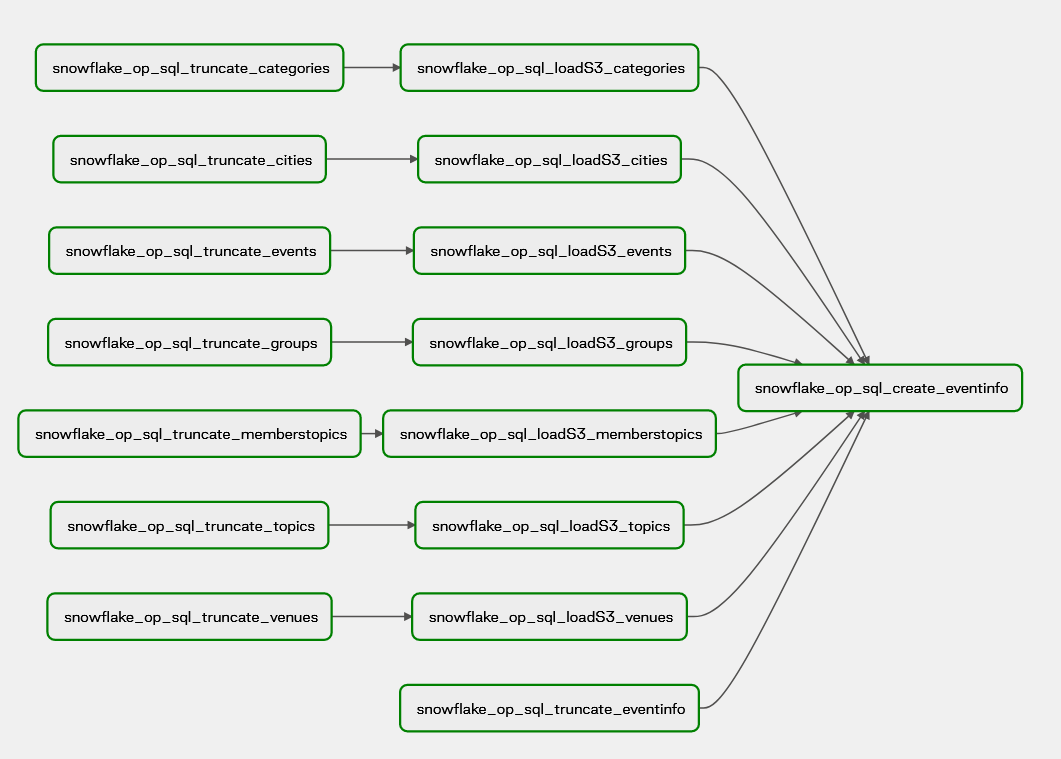 snowflake_op_sql_truncate_categories
snowflake_op_sql_loadS3_categories
snowflake_op_sql_truncate_cities
snowflake_op_sql_loadS3_cities
snowflake_op_sql_truncate_events
snowflake_op_sql_loadS3_events
snowflake_op_sql_truncate_groups
snowflake_op_sql_loadS3_groups
snowflake_op_sql_create_eventinfo
snowflake_op_sql_truncate_memberstopics
snowflake_op_sql_loadS3_memberstopics
snowflake_op_sql_truncate_topics
snowflake_op_sql_loadS3_topics
snowflake_op_sql_truncate_venues
snowflake_op_sql_loadS3_venues
snowflake_op_sql_truncate_eventinfo